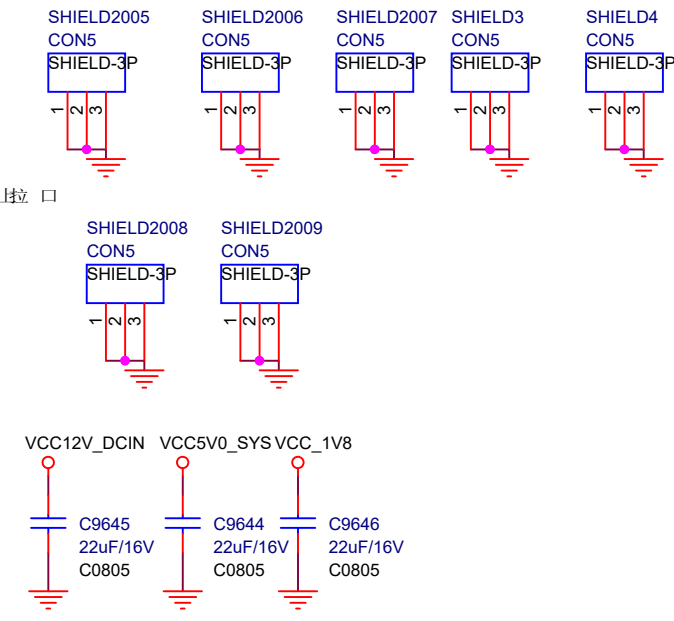 SHIELD2005 SHIELD2006 SHIELD2007 SHIELD3 SHIELD4
CON5 CON5 CON5 CON5 CON5
SHIELD-3P SHIELD-3P SHIELD-3P SHIELD-3P SHIELD-3P
1 2 3 1 2 3 1 2 3 1 2 3 1 2 3
拉 口
SHIELD2008 SHIELD2009
CON5 CON5
SHIELD-3P SHIELD-3P
1 2 3 1 2 3
VCC12V_DCIN VCC5V0_SYS VCC_1V8
C9645 C9644 C9646
22uF/16V 22uF/16V 22uF/16V
C0805 C0805 C0805